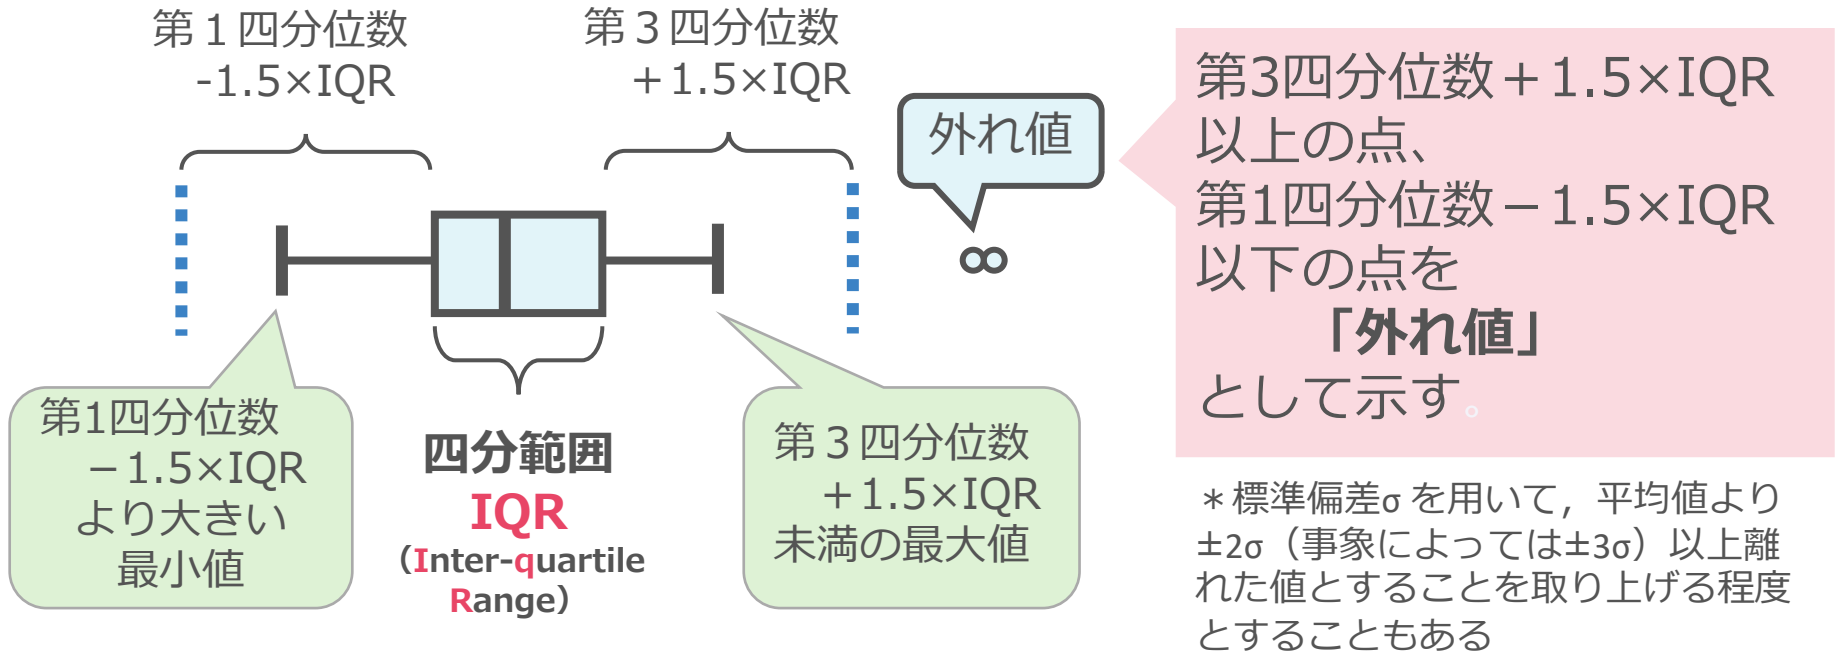 第１四分位数
-1.5×IQR
第３四分位数
＋1.5×IQR
外れ値
第3四分位数＋1.5×IQR
以上の点、
第1四分位数－1.5×IQR
以下の点を
「外れ値」
として示す。
第1四分位数
－1.5×IQR
より大きい
最小値
四分範囲
IQR
（Inter-quartile
Range）
第３四分位数
＋1.5×IQR
未満の最大値
＊標準偏差σを用いて，平均値より
±2σ（事象によっては±3σ）以上離
れた値とすることを取り上げる程度
とすることもある